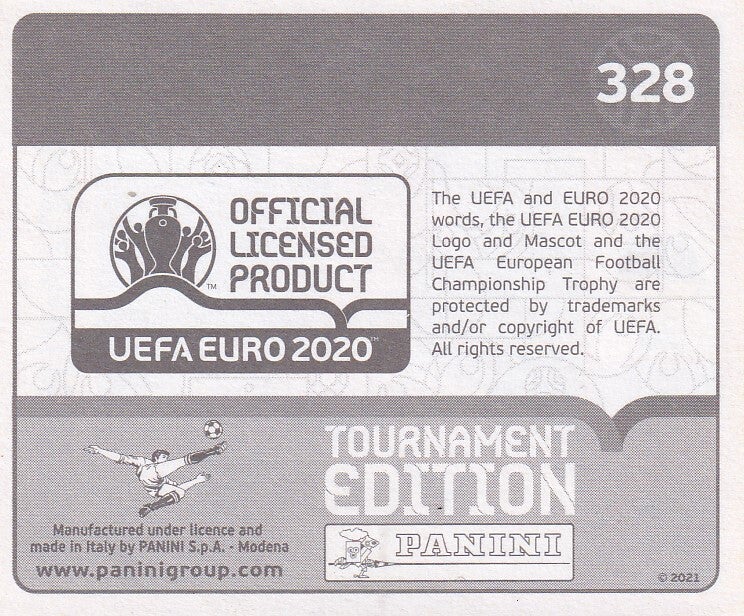 328
OFFICIAL
LICENSED
PRODUCT
TM
UEFA EURO 2020™
The UEFA and EURO 2020
words, the UEFA EURO 2020
Logo and Mascot and the
UEFA European Football
Championship Trophy are
protected by trademarks
and/or copyright of UEFA.
All rights reserved.
TOURNAMENT
EDITION
Manufactured under licence and
made in Italy by PANINI S.p.A. - Modena
www.paninigroup.com
PANINI
© 2021